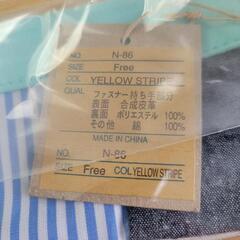 NO. N-86
SIZE Free
COL YELLOW STRIPE
QUAL ファスナー持ち手部分
表面 合成皮革
裏面 ポリエステル 100%
その他 綿 100%
MADE IN CHINA
NO. N-86
SIZE Free COL YELLOW STRIPE